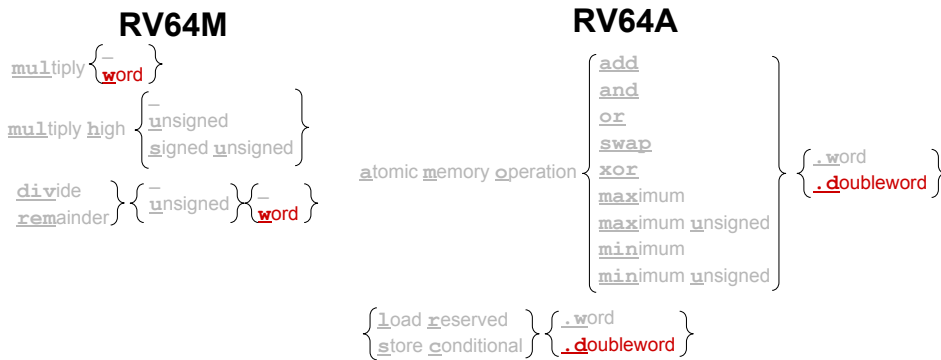 RV64M
multiply { _
word }
multiply high { _
unsigned
signed unsigned }
divide
remainder } { _
unsigned } { _
word }
RV64A
atomic memory operation { add
and
or
swap
xor
maximum
maximum unsigned
minimum
minimum unsigned } { .word
.doubleword }
{ load reserved
store conditional } { .word
.doubleword }